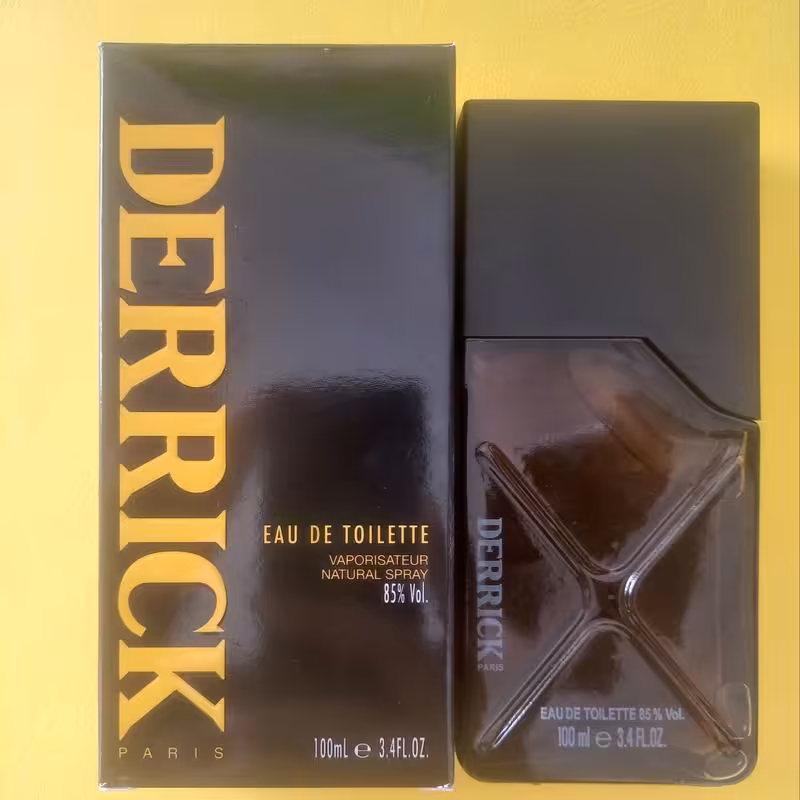 DERRICK
PARIS
EAU DE TOILETTE
VAPORISATEUR
NATURAL SPRAY
85% Vol.
100mL e 3.4FL.OZ.
DERRICK
PARIS
EAU DE TOILETTE 85% Vol.
100 ml e 3.4 FL.OZ.